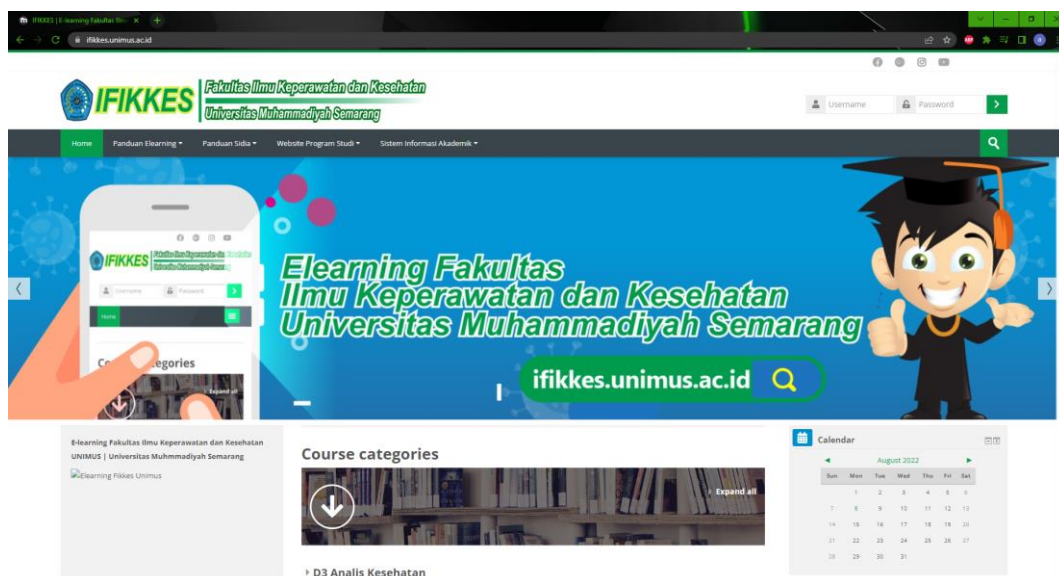 IFIKKES | E-learning Fakultas Ilm
ifikkes.unimus.ac.id
IFIKKES
Fakultas Ilmu Keperawatan dan Kesehatan
Universitas Muhammadiyah Semarang
Username
Password
Home
Panduan Elearning
Panduan Sidia
Website Program Studi
Sistem Informasi Akademik
IFIKKES
Username
Password
Home
Elearning Fakultas
Ilmu Keperawatan dan Kesehatan
Universitas Muhammadiyah Semarang
ifikkes.unimus.ac.id
egories
Expand all
E-learning Fakultas Ilmu Keperawatan dan Kesehatan
UNIMUS | Universitas Muhmmadiyah Semarang
Elearning Fikkes Unimus
Course categories
Expand all
D3 Analis Kesehatan
Calendar
August 2022
Sun Mon Tue Wed Thu Fri Sat
1 2 3 4 5 6
7 8 9 10 11 12 13
14 15 16 17 18 19 20
21 22 23 24 25 26 27
28 29 30 31